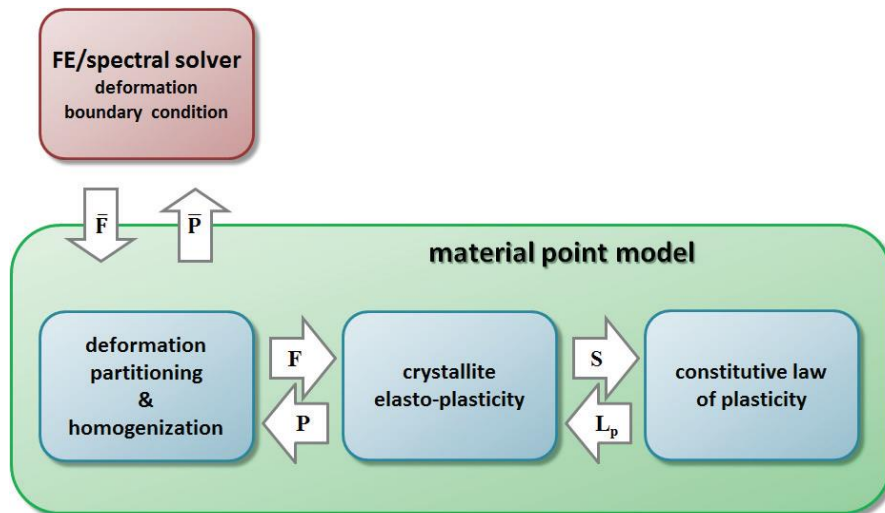 FE/spectral solver
deformation
boundary condition
F̄
P̄
material point model
deformation
partitioning
&
homogenization
F
P
crystallite
elasto-plasticity
S
Lₚ
constitutive law
of plasticity